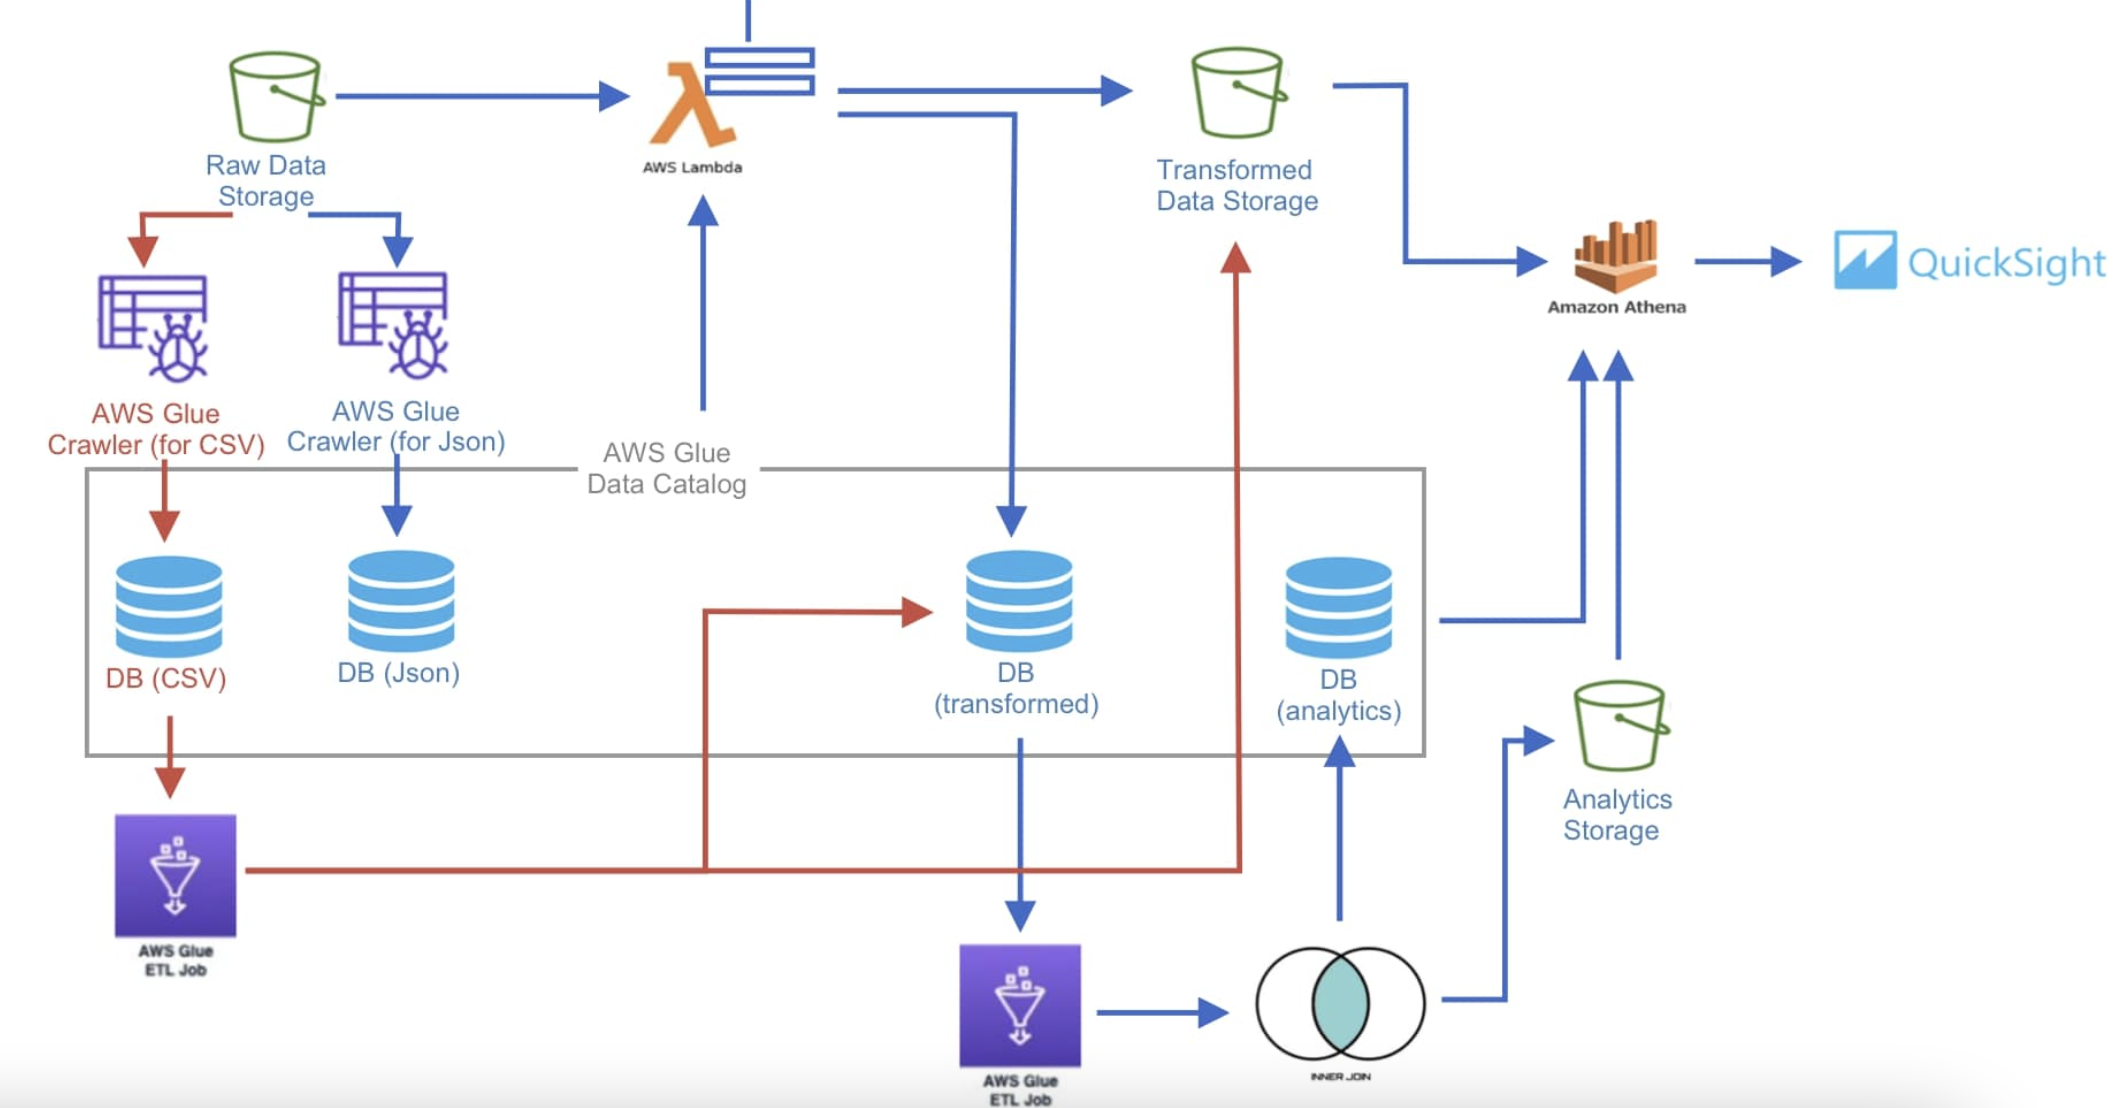 Raw Data
Storage
AWS Lambda
Transformed
Data Storage
Amazon Athena
QuickSight
AWS Glue
Crawler (for CSV)
AWS Glue
Crawler (for Json)
AWS Glue
Data Catalog
DB (CSV)
DB (Json)
DB
(transformed)
DB
(analytics)
Analytics
Storage
AWS Glue
ETL Job
AWS Glue
ETL Job
INNER JOIN